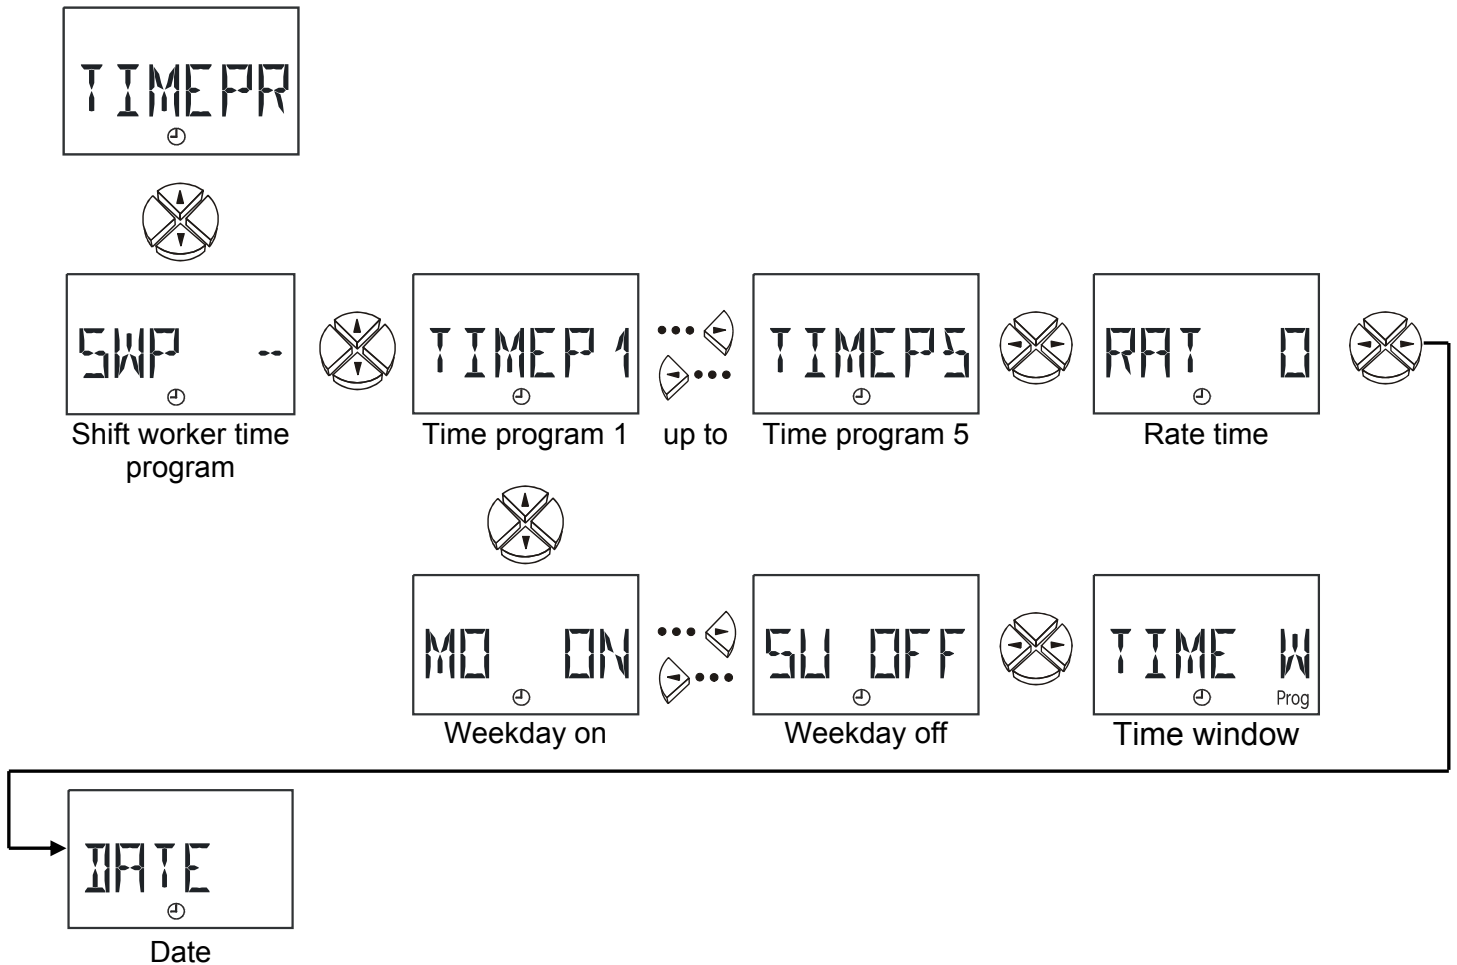 TIMEPR
SWP --
TIMEP1
TIMEP5
RAT 0
Shift worker time
program
Time program 1
up to
Time program 5
Rate time
MO ON
SU OFF
TIME W
Prog
Weekday on
Weekday off
Time window
DATE
Date